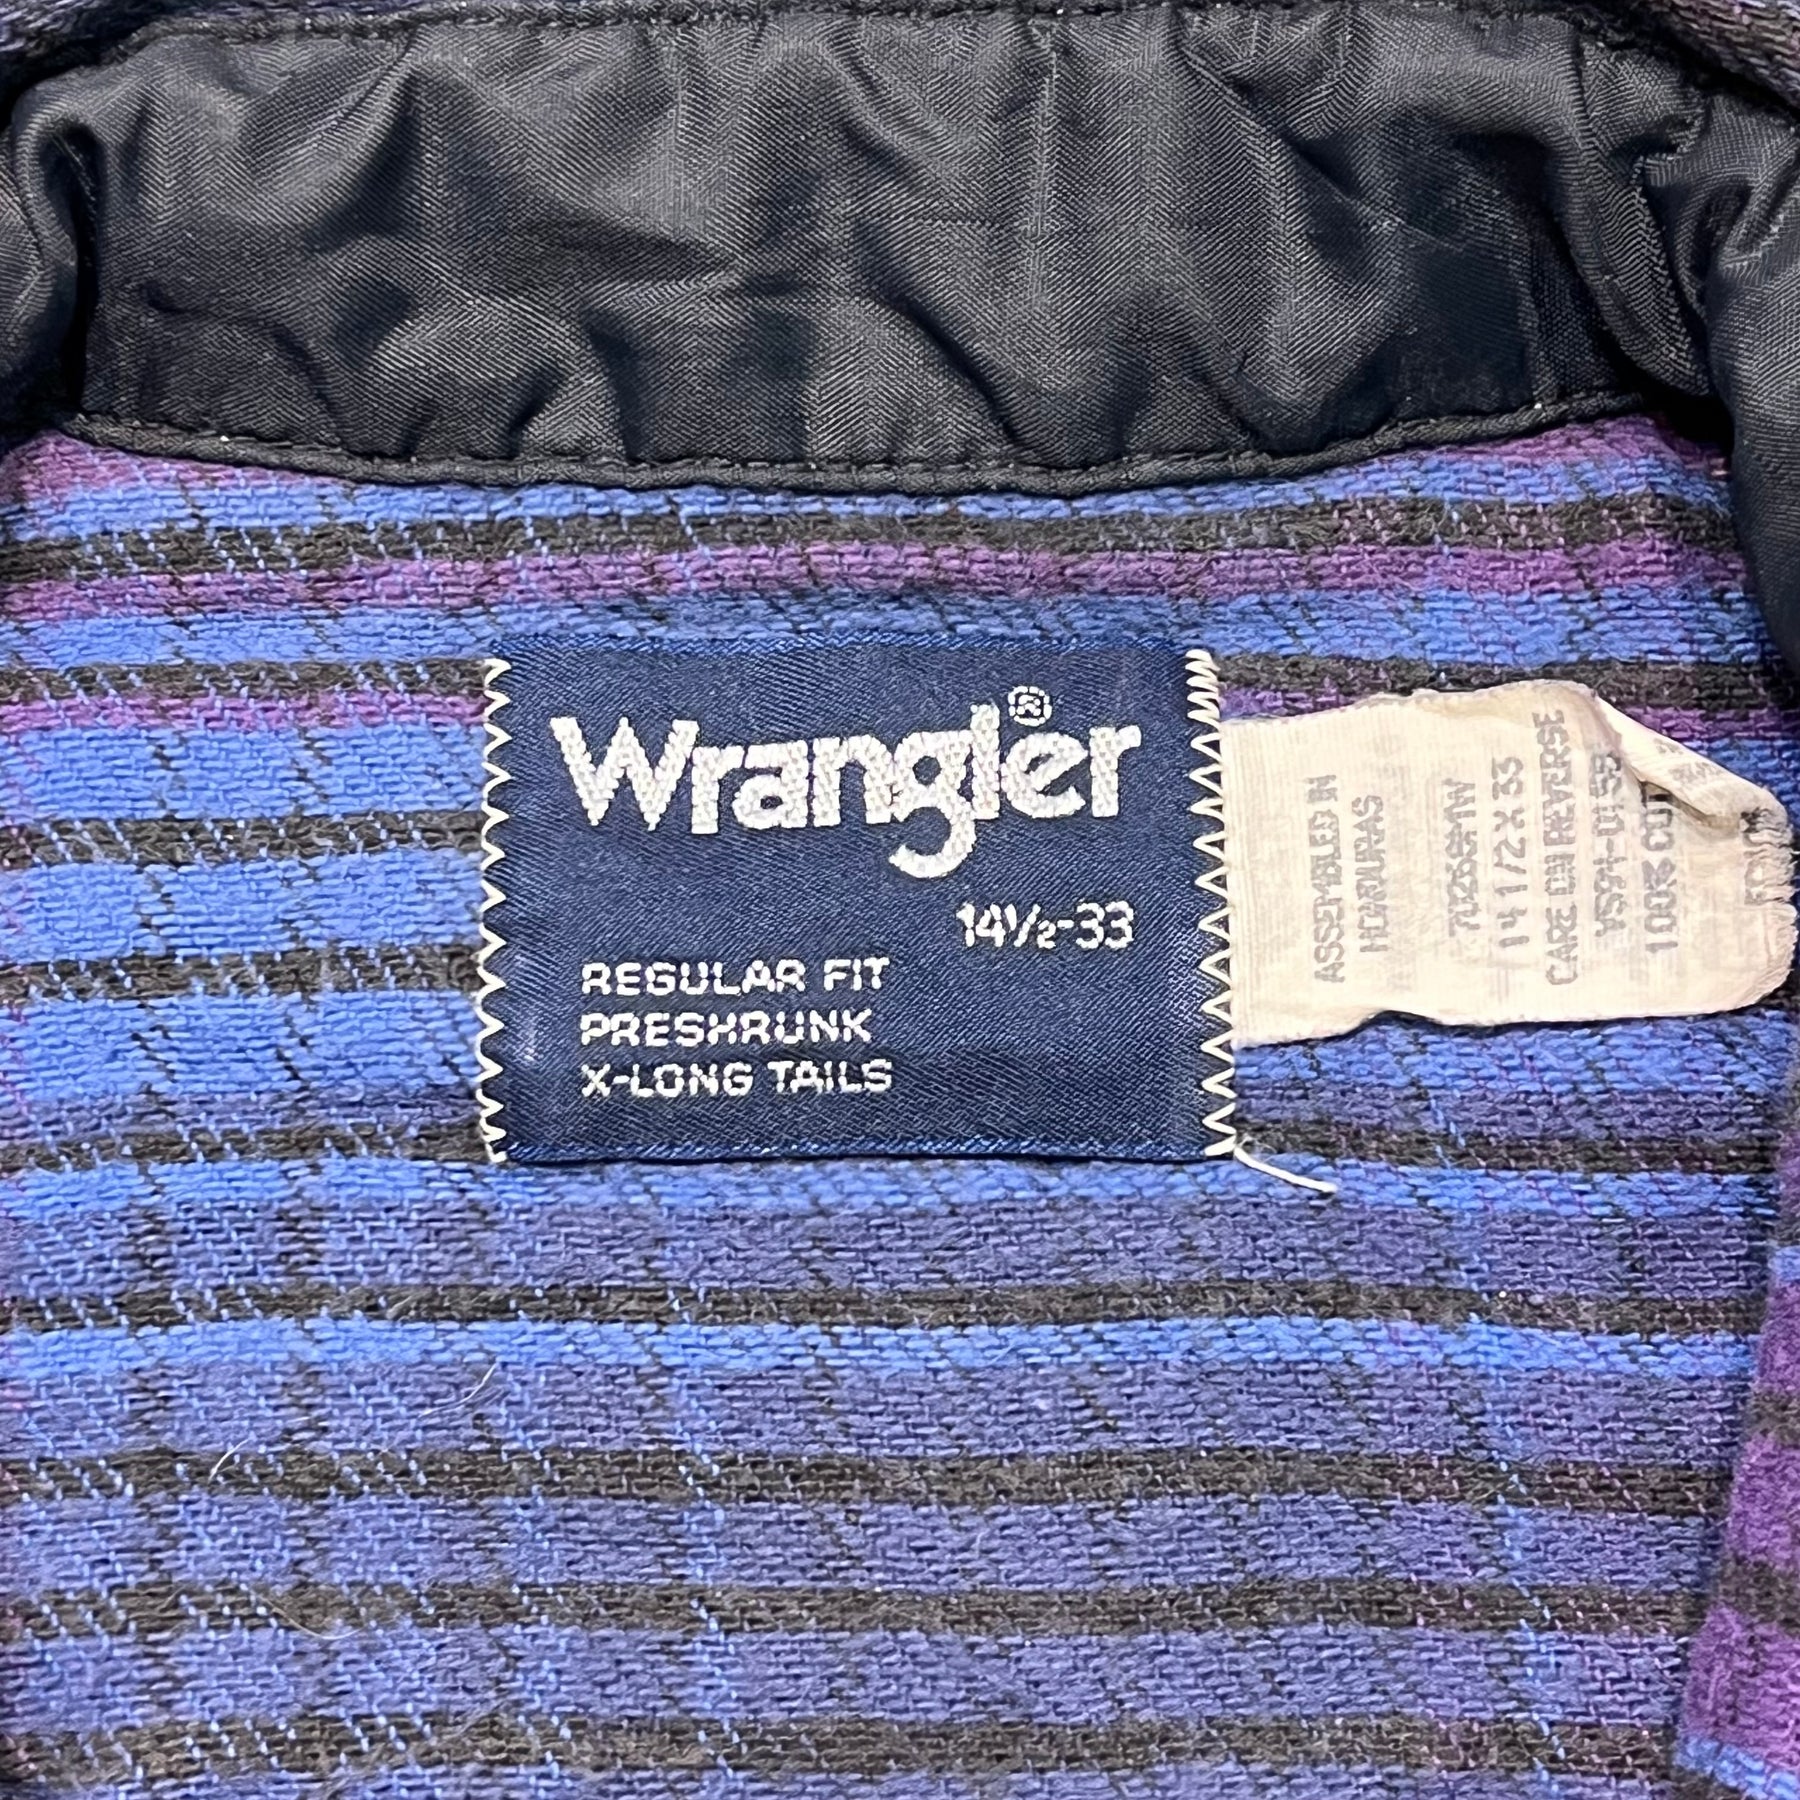 Wrangler®
14½-33
REGULAR FIT
PRESHRUNK
X-LONG TAILS
ASSEMBLED IN
HONDURAS
14 1/2 X 33
CARE ON REVERSE
100%